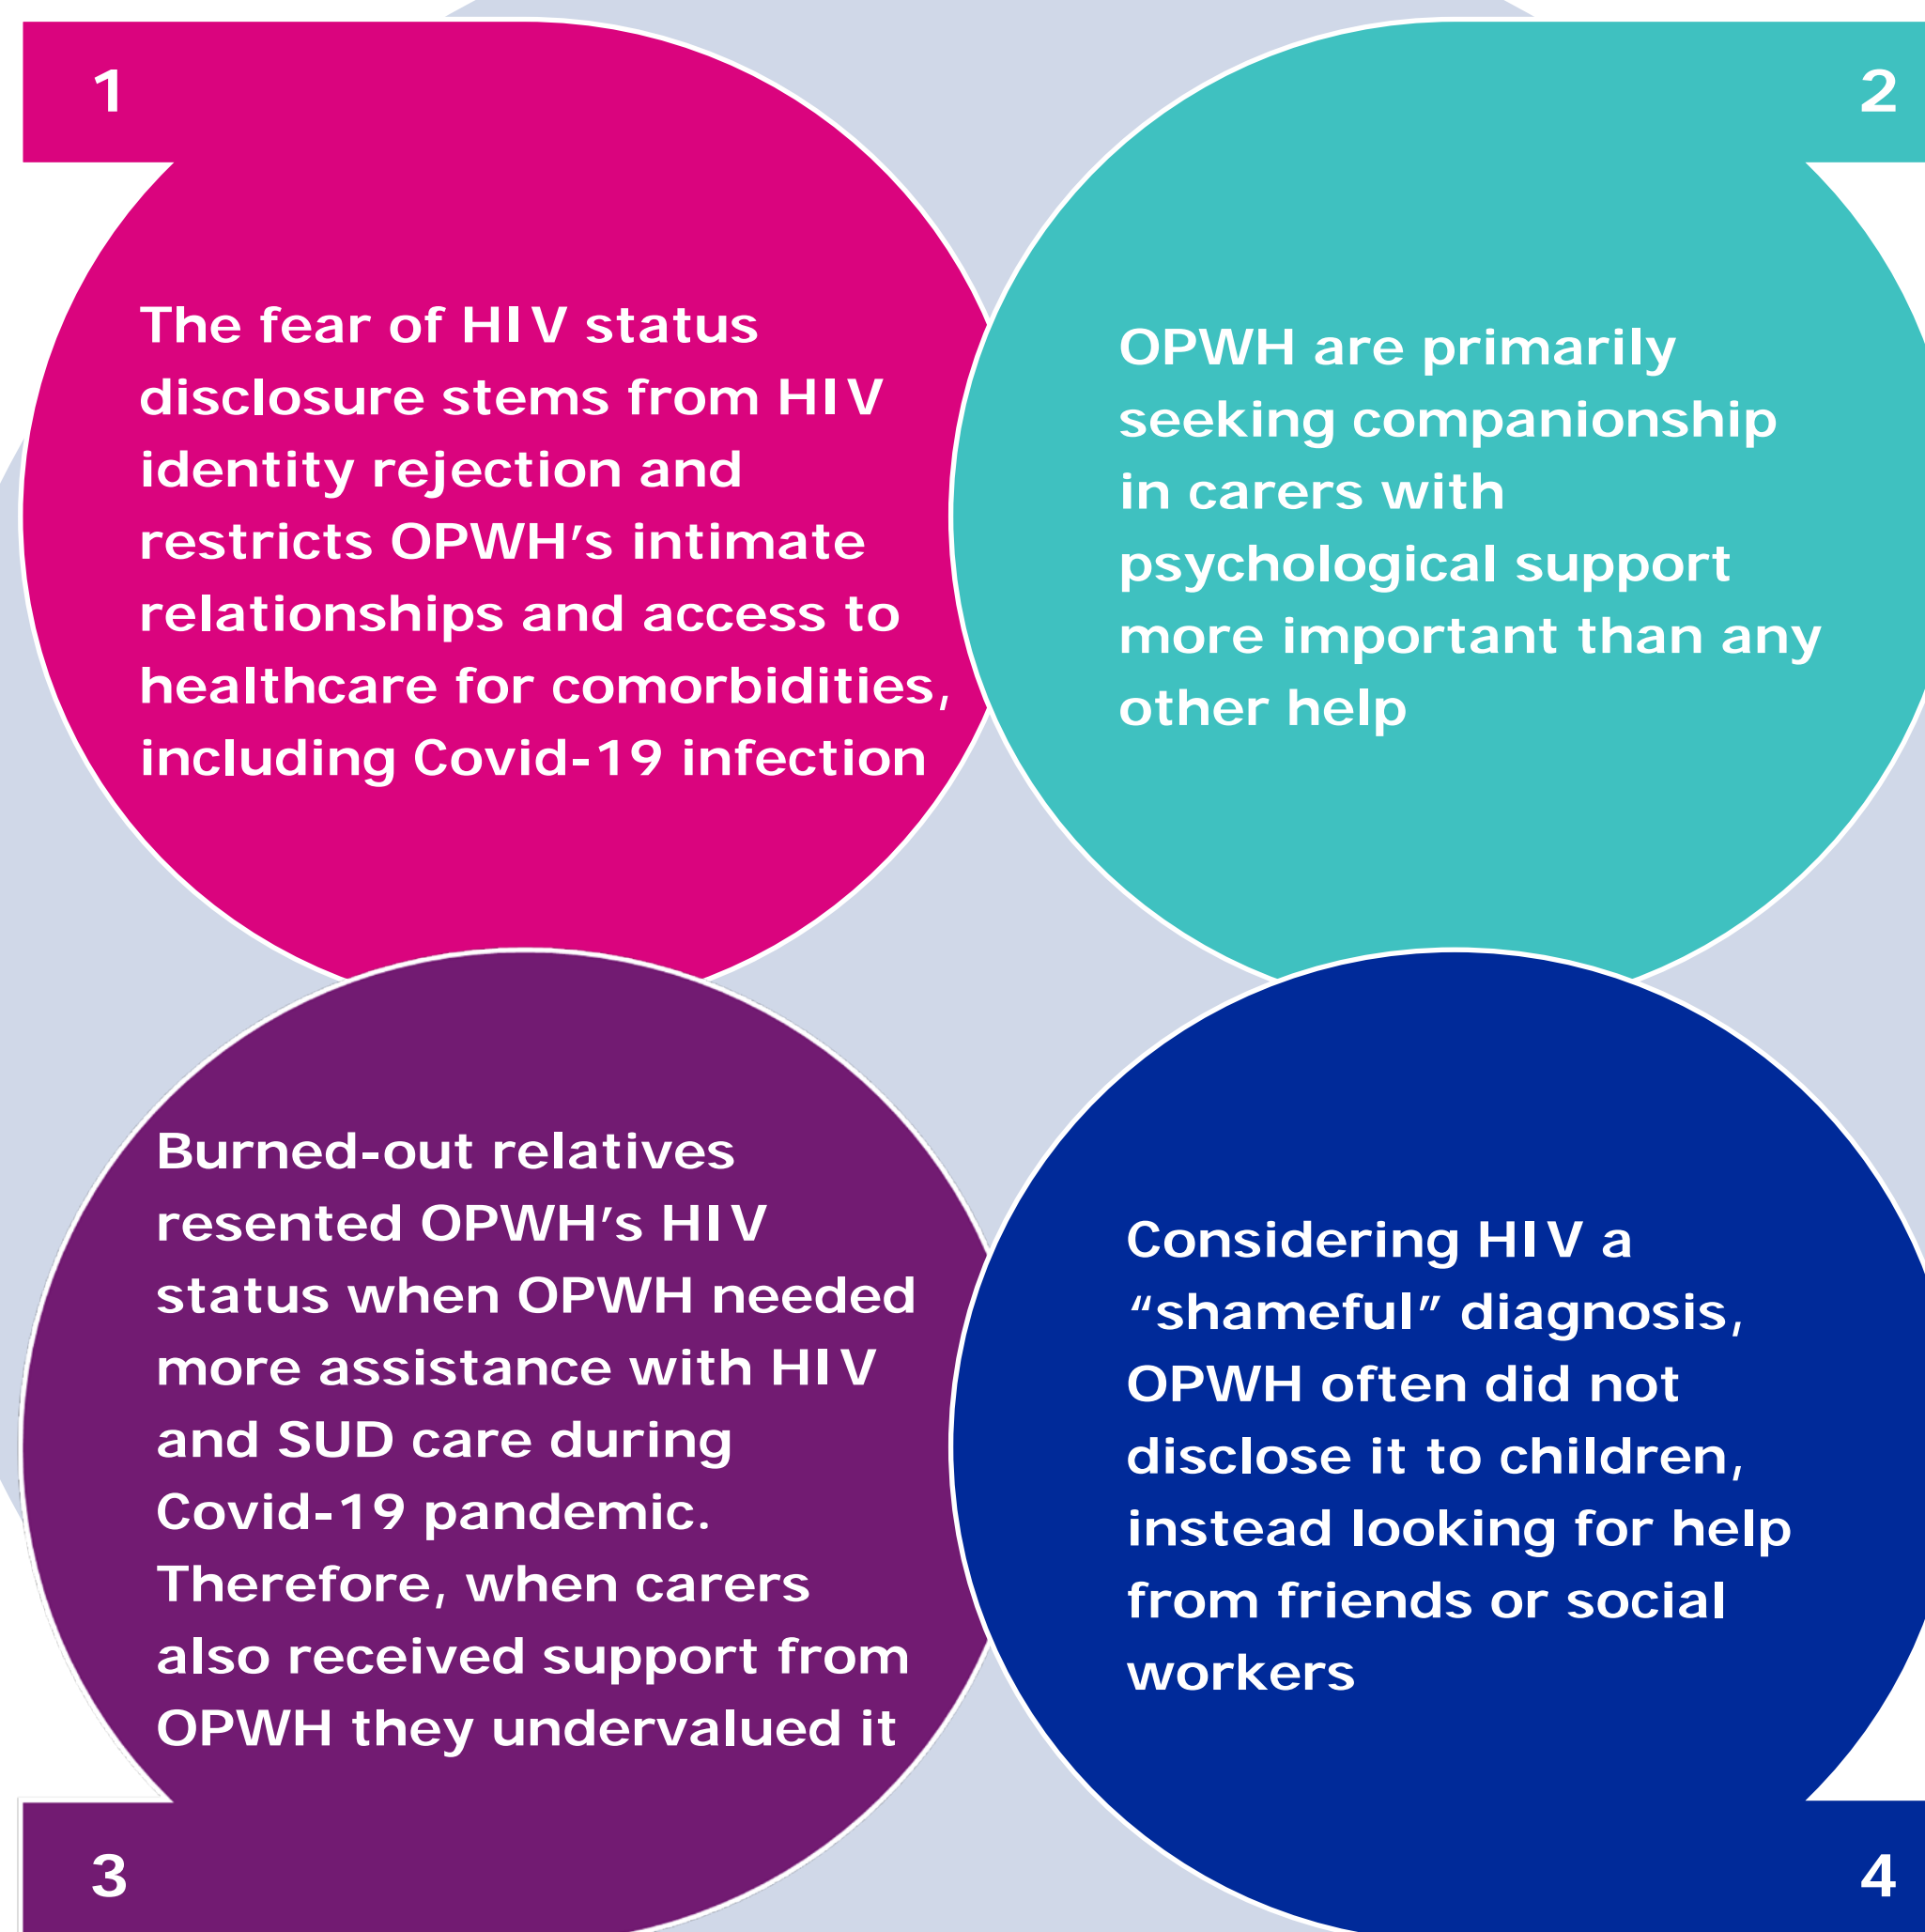 1
The fear of HIV status
disclosure stems from HIV
identity rejection and
restricts OPWH’s intimate
relationships and access to
healthcare for comorbidities,
including Covid-19 infection
2
OPWH are primarily
seeking companionship
in carers with
psychological support
more important than any
other help
Burned-out relatives
resented OPWH’s HIV
status when OPWH needed
more assistance with HIV
and SUD care during
Covid-19 pandemic.
Therefore, when carers
also received support from
OPWH they undervalued it
3
Considering HIV a
“shameful” diagnosis,
OPWH often did not
disclose it to children,
instead looking for help
from friends or social
workers
4